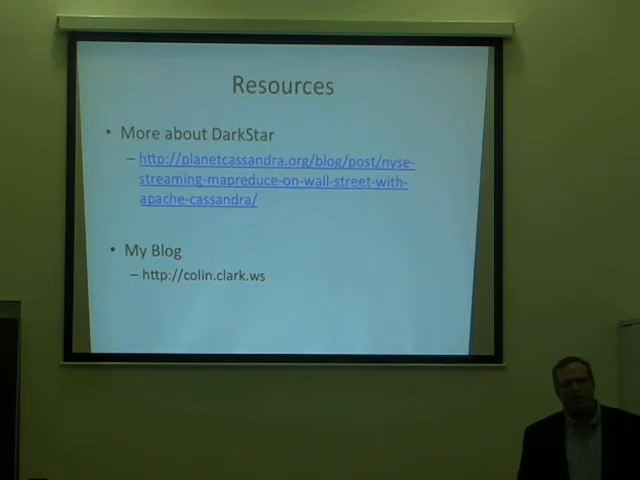 Resources
• More about DarkStar
– http://planetcassandra.org/blog/post/nyse-
streaming-mapreduce-on-wall-street-with-
apache-cassandra/
• My Blog
– http://colin.clark.ws